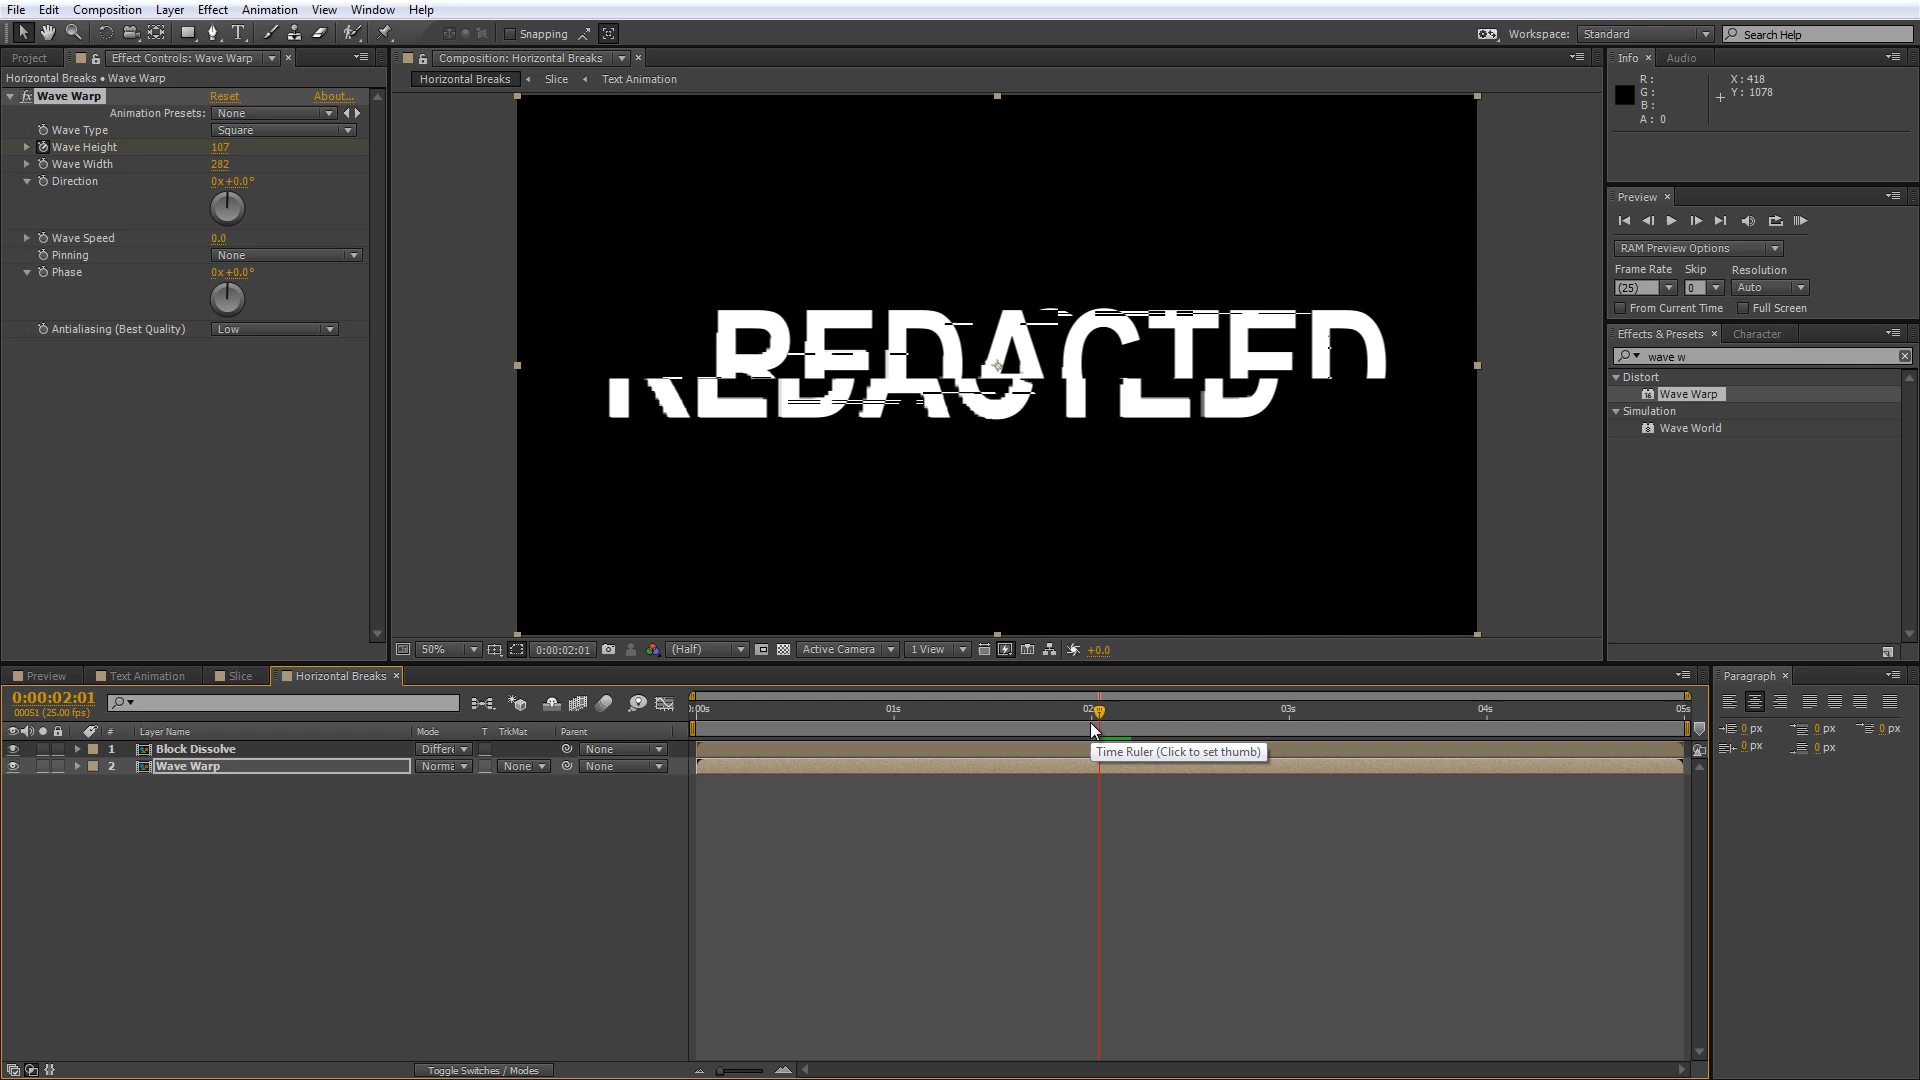 File Edit Composition Layer Effect Animation View Window Help
Snapping
Workspace: Standard
Search Help
Project
Effect Controls: Wave Warp
Horizontal Breaks • Wave Warp
fx Wave Warp Reset About...
Animation Presets: None
Wave Type Square
Wave Height 107
Wave Width 282
Direction 0x+0.0°
Wave Speed 0.0
Pinning None
Phase 0x+0.0°
Antialiasing (Best Quality) Low
Composition: Horizontal Breaks
Horizontal Breaks Slice Text Animation
REDACTED
50% 0:00:02:01 (Half) Active Camera 1 View +0.0
Info Audio
R: X: 418
G: Y: 1078
B:
A: 0
Preview
RAM Preview Options
Frame Rate Skip Resolution
(25) 0 Auto
From Current Time Full Screen
Effects & Presets Character
wave w
Distort
16 Wave Warp
Simulation
8 Wave World
Preview Text Animation Slice Horizontal Breaks
0:00:02:01
00051 (25.00 fps)
# Layer Name Mode T TrkMat Parent
1 Block Dissolve Differe None
2 Wave Warp Norma None None
):00s 01s 02s 03s 04s 05s
Time Ruler (Click to set thumb)
Toggle Switches / Modes
Paragraph
0 px 0 px 0 px
0 px 0 px